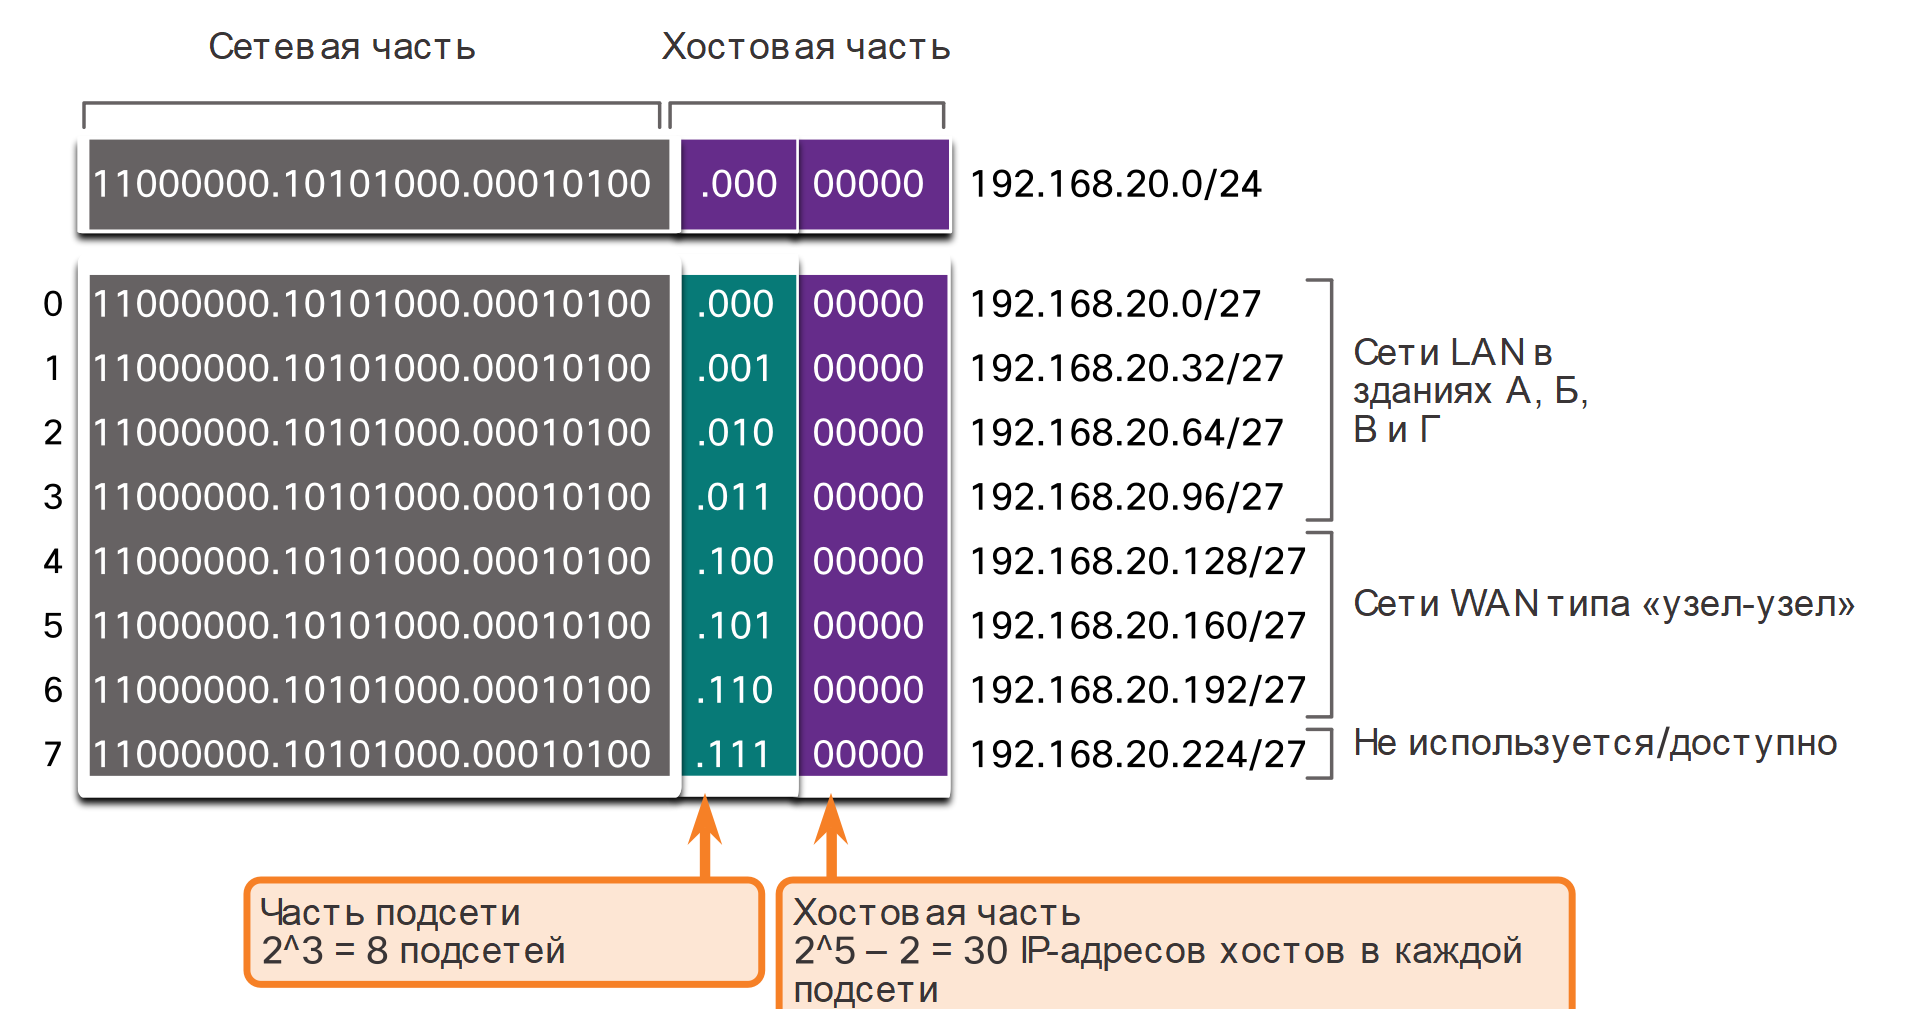 Сетевая часть Хостовая часть
11000000.10101000.00010100 .000 00000 192.168.20.0/24
0 11000000.10101000.00010100 .000 00000 192.168.20.0/27
1 11000000.10101000.00010100 .001 00000 192.168.20.32/27
2 11000000.10101000.00010100 .010 00000 192.168.20.64/27
3 11000000.10101000.00010100 .011 00000 192.168.20.96/27
Сети LAN в
зданиях А, Б,
В и Г
4 11000000.10101000.00010100 .100 00000 192.168.20.128/27
5 11000000.10101000.00010100 .101 00000 192.168.20.160/27
6 11000000.10101000.00010100 .110 00000 192.168.20.192/27
Сети WAN типа «узел-узел»
7 11000000.10101000.00010100 .111 00000 192.168.20.224/27
Не используется/доступно
Часть подсети
2^3 = 8 подсетей
Хостовая часть
2^5 – 2 = 30 IP-адресов хостов в каждой
подсети